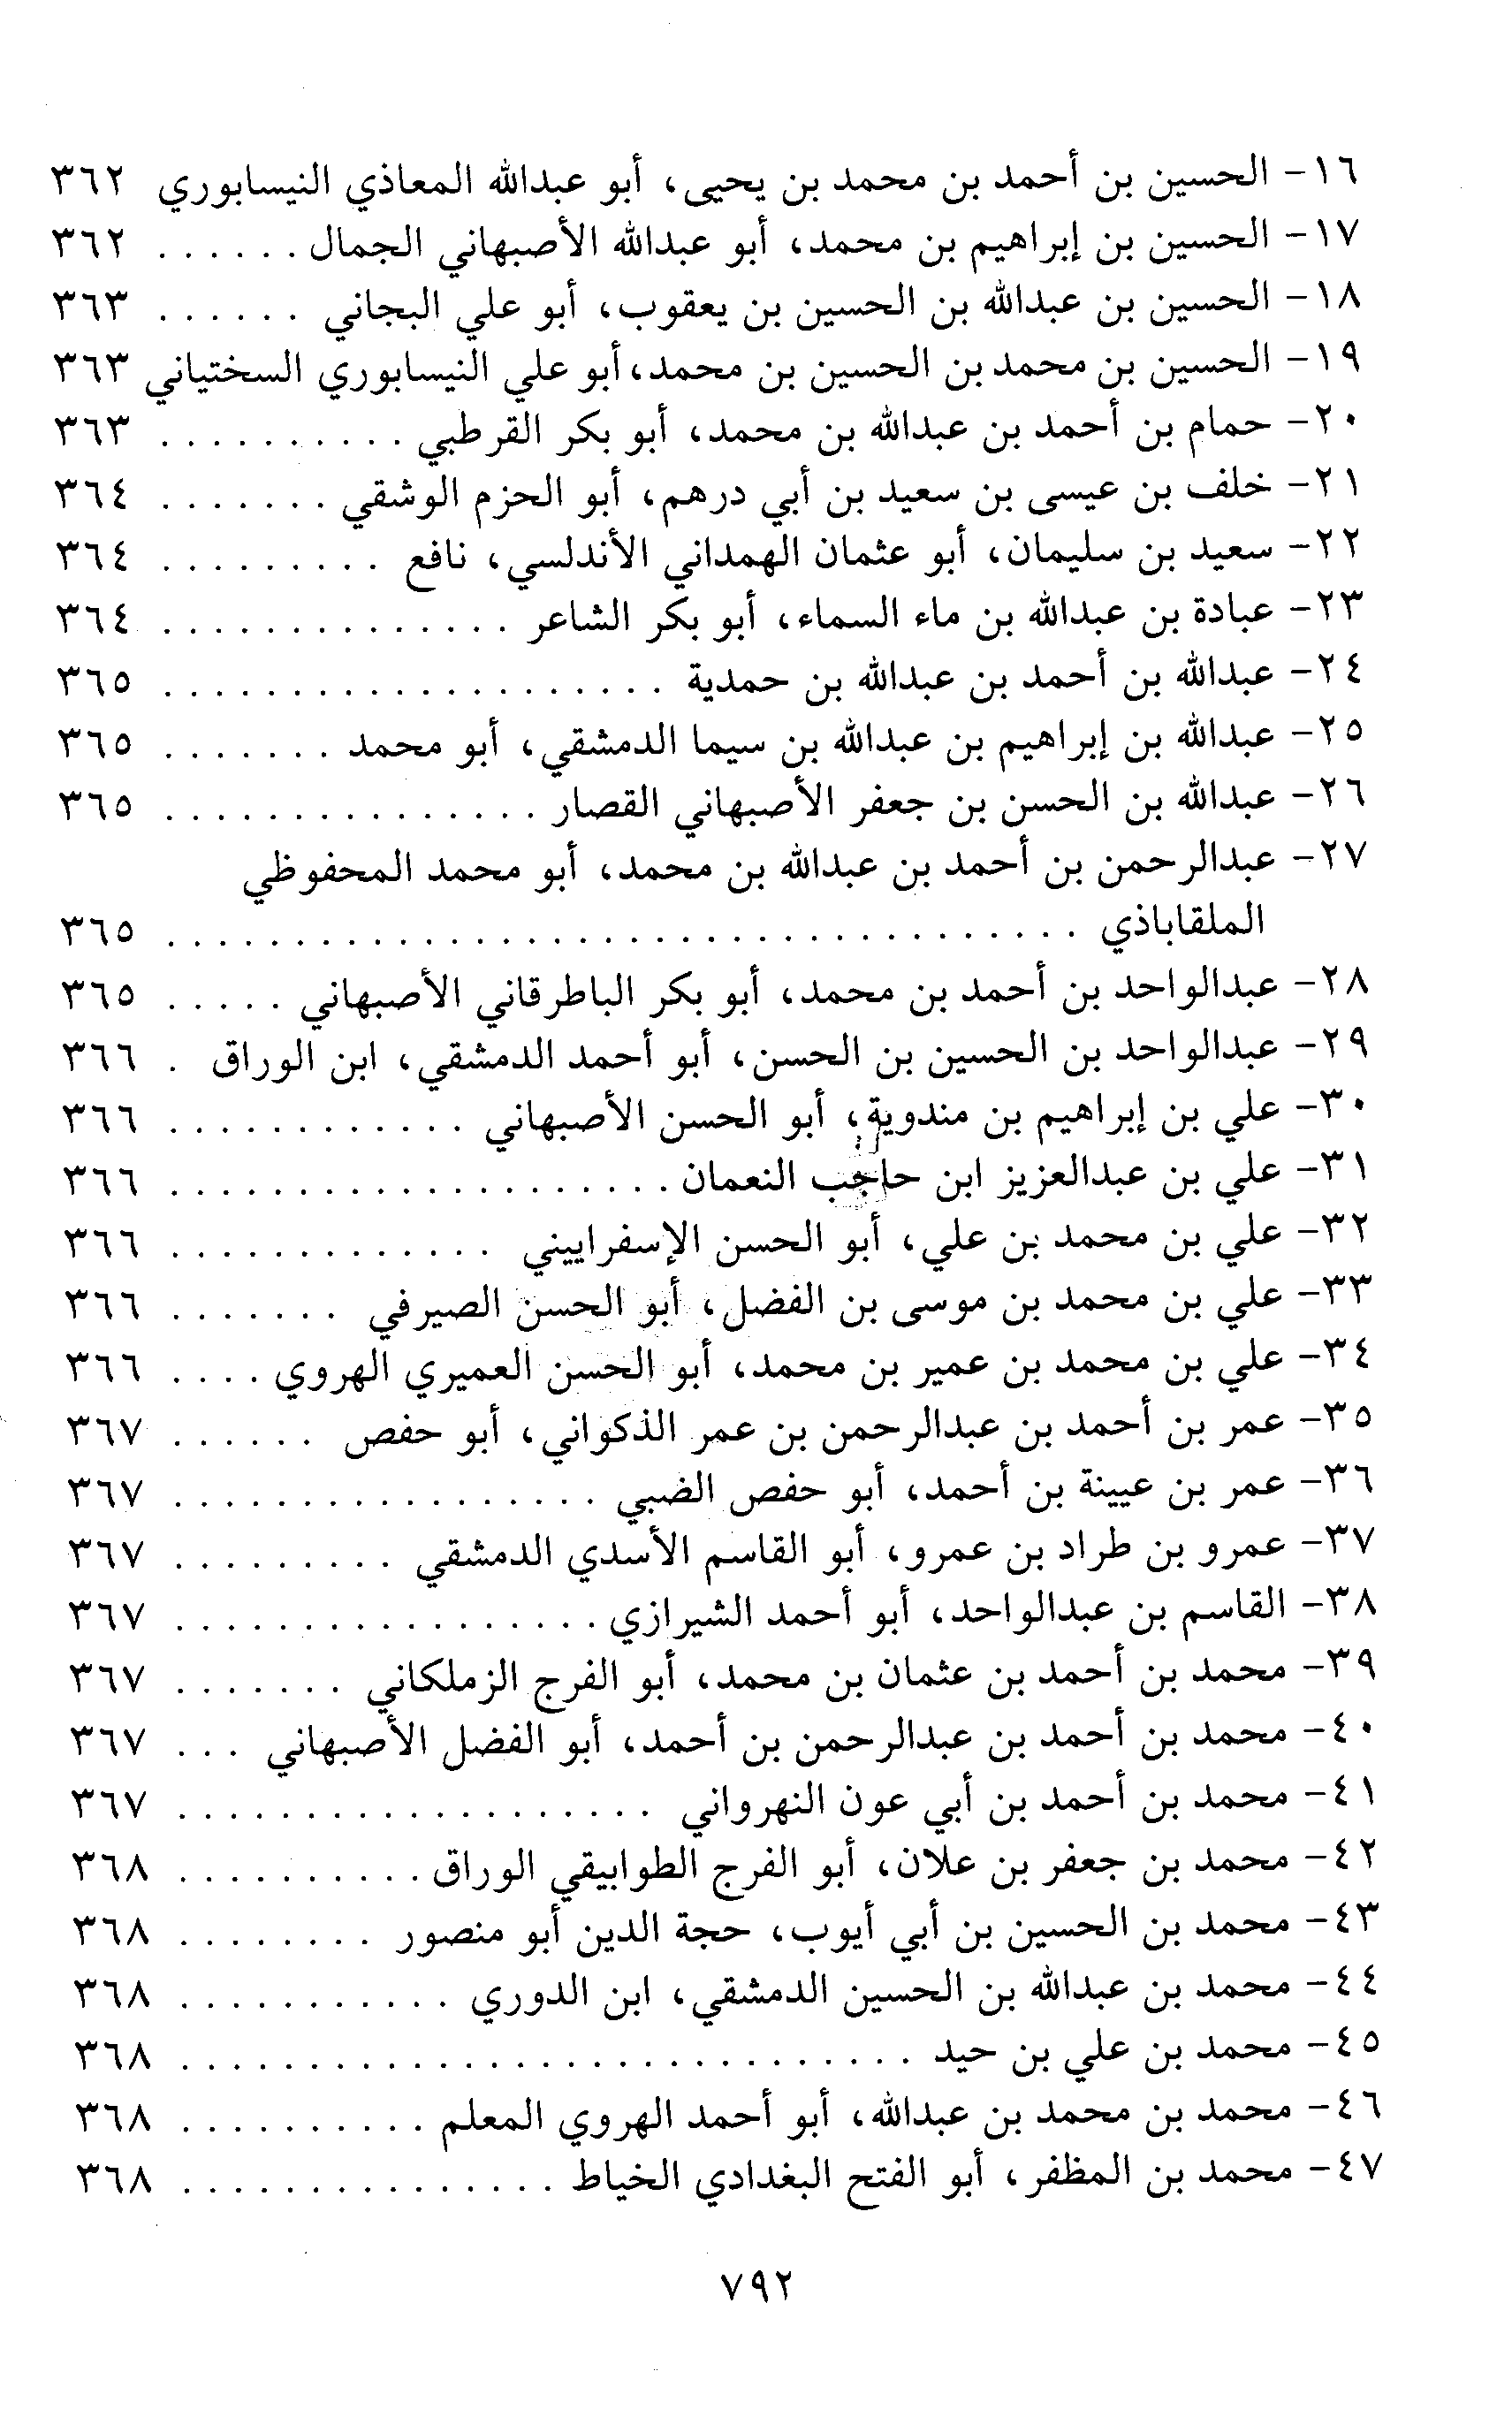 ١٦- الحسين بن أحمد بن محمد بن يحيى، أبو عبدالله المعاذي النيسابوري ٣٦٢
١٧- الحسين بن إبراهيم بن محمد، أبو عبدالله الأصبهاني الجمال . . . . . . ٣٦٢
١٨- الحسين بن عبدالله بن الحسين بن يعقوب، أبو علي البجاني . . . . . . ٣٦٣
١٩- الحسين بن محمد بن الحسين بن محمد، أبو علي النيسابوري السختياني ٣٦٣
٢٠- حمام بن أحمد بن عبدالله بن محمد، أبو بكر القرطبي . . . . . . . . . . ٣٦٣
٢١- خلف بن عيسى بن سعيد بن أبي درهم، أبو الحزم الوشقي . . . . . . . ٣٦٤
٢٢- سعيد بن سليمان، أبو عثمان الهمداني الأندلسي، نافع . . . . . . . . . ٣٦٤
٢٣- عبادة بن عبدالله بن ماء السماء، أبو بكر الشاعر . . . . . . . . . . . . . . ٣٦٤
٢٤- عبدالله بن أحمد بن عبدالله بن حمدية . . . . . . . . . . . . . . . . . . . . ٣٦٥
٢٥- عبدالله بن إبراهيم بن عبدالله بن سيما الدمشقي، أبو محمد . . . . . . . ٣٦٥
٢٦- عبدالله بن الحسن بن جعفر الأصبهاني القصار . . . . . . . . . . . . . . . ٣٦٥
٢٧- عبدالرحمن بن أحمد بن عبدالله بن محمد، أبو محمد المحفوظي
الملقاباذي . . . . . . . . . . . . . . . . . . . . . . . . . . . . . . . . . . . . ٣٦٥
٢٨- عبدالواحد بن أحمد بن محمد، أبو بكر الباطرقاني الأصبهاني . . . . . ٣٦٥
٢٩- عبدالواحد بن الحسين بن الحسن، أبو أحمد الدمشقي، ابن الوراق . ٣٦٦
٣٠- علي بن إبراهيم بن مندوية، أبو الحسن الأصبهاني . . . . . . . . . . . . ٣٦٦
٣١- علي بن عبدالعزيز ابن حاجب النعمان . . . . . . . . . . . . . . . . . . . . ٣٦٦
٣٢- علي بن محمد بن علي، أبو الحسن الإسفراييني . . . . . . . . . . . . . ٣٦٦
٣٣- علي بن محمد بن موسى بن الفضل، أبو الحسن الصيرفي . . . . . . . ٣٦٦
٣٤- علي بن محمد بن عمير بن محمد، أبو الحسن العميري الهروي . . . . ٣٦٦
٣٥- عمر بن أحمد بن عبدالرحمن بن عمر الذكواني، أبو حفص . . . . . . ٣٦٧
٣٦- عمر بن عيينة بن أحمد، أبو حفص الضبي . . . . . . . . . . . . . . . . . ٣٦٧
٣٧- عمرو بن طراد بن عمرو، أبو القاسم الأسدي الدمشقي . . . . . . . . . ٣٦٧
٣٨- القاسم بن عبدالواحد، أبو أحمد الشيرازي . . . . . . . . . . . . . . . . . ٣٦٧
٣٩- محمد بن أحمد بن عثمان بن محمد، أبو الفرج الزملكاني . . . . . . . ٣٦٧
٤٠- محمد بن أحمد بن عبدالرحمن بن أحمد، أبو الفضل الأصبهاني . . . ٣٦٧
٤١- محمد بن أحمد بن أبي عون النهرواني . . . . . . . . . . . . . . . . . . . ٣٦٧
٤٢- محمد بن جعفر بن علان، أبو الفرج الطوابيقي الوراق . . . . . . . . . . ٣٦٨
٤٣- محمد بن الحسين بن أبي أيوب، حجة الدين أبو منصور . . . . . . . . ٣٦٨
٤٤- محمد بن عبدالله بن الحسين الدمشقي، ابن الدوري . . . . . . . . . . . ٣٦٨
٤٥- محمد بن علي بن حيد . . . . . . . . . . . . . . . . . . . . . . . . . . . . . ٣٦٨
٤٦- محمد بن محمد بن عبدالله، أبو أحمد الهروي المعلم . . . . . . . . . . ٣٦٨
٤٧- محمد بن المظفر، أبو الفتح البغدادي الخياط . . . . . . . . . . . . . . . ٣٦٨
٧٩٢